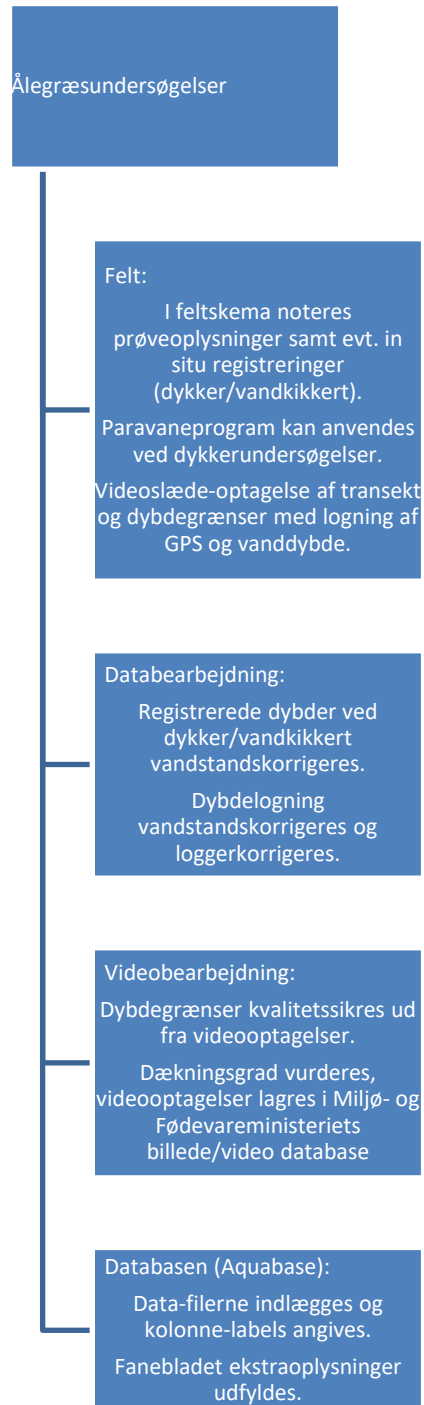 Ålegræsundersøgelser
Felt:
I feltskema noteres
prøveoplysninger samt evt. in
situ registreringer
(dykker/vandkikkert).
Paravaneprogram kan anvendes
ved dykkerundersøgelser.
Videoslæde-optagelse af transekt
og dybdegrænser med logning af
GPS og vanddybde.
Databearbejdning:
Registrerede dybder ved
dykker/vandkikkert
vandstandskorrigeres.
Dybdelogning
vandstandskorrigeres og
loggerkorrigeres.
Videobearbejdning:
Dybdegrænser kvalitetssikres ud
fra videooptagelser.
Dækningsgrad vurderes,
videooptagelser lagres i Miljø- og
Fødevareministeriets
billede/video database
Databasen (Aquabase):
Data-filerne indlægges og
kolonne-labels angives.
Fanebladet ekstraoplysninger
udfyldes.